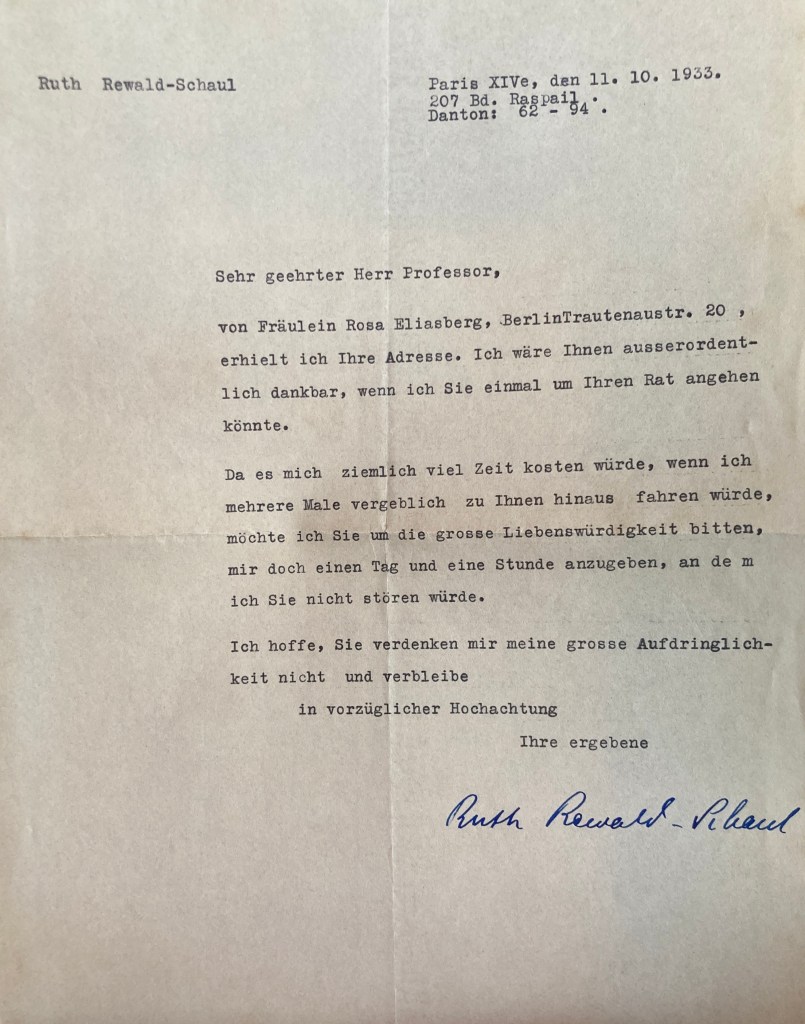 Ruth Rewald-Schaul
Paris XIVe, den 11. 10. 1933.
207 Bd. Raspail.
Danton: 62 - 94.
Sehr geehrter Herr Professor,
von Fräulein Rosa Eliasberg, BerlinTrautenaustr. 20 ,
erhielt ich Ihre Adresse. Ich wäre Ihnen ausserordent-
lich dankbar, wenn ich Sie einmal um Ihren Rat angehen
könnte.
Da es mich ziemlich viel Zeit kosten würde, wenn ich
mehrere Male vergeblich zu Ihnen hinaus fahren würde,
möchte ich Sie um die grosse Liebenswürdigkeit bitten,
mir doch einen Tag und eine Stunde anzugeben, an de m
ich Sie nicht stören würde.
Ich hoffe, Sie verdenken mir meine grosse Aufdringlich-
keit nicht und verbleibe
in vorzüglicher Hochachtung
Ihre ergebene
Ruth Rewald-Schaul